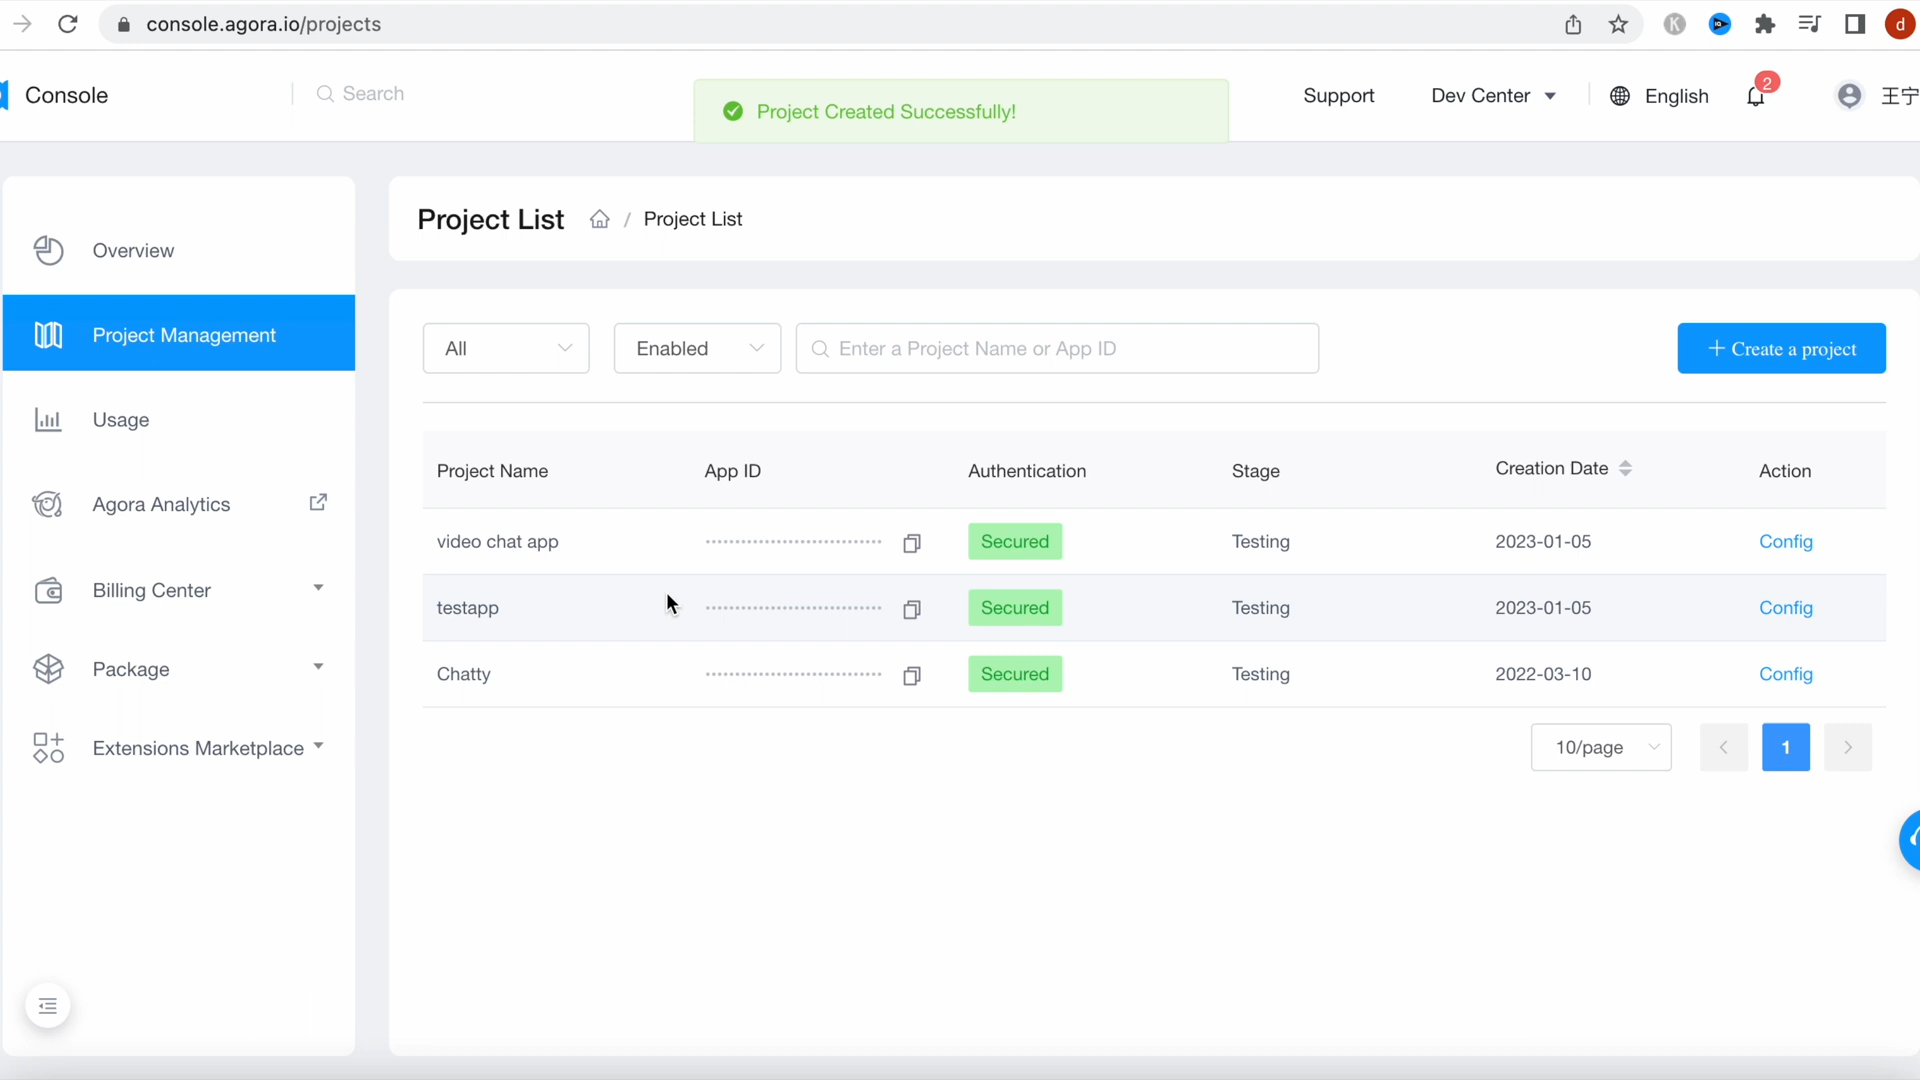 console.agora.io/projects
d
Console
Search
Project Created Successfully!
Support
Dev Center
English
2
王宁
Project List
/
Project List
Overview
Project Management
Usage
Agora Analytics
Billing Center
Package
Extensions Marketplace
All
Enabled
Enter a Project Name or App ID
+ Create a project
Project Name App ID Authentication Stage Creation Date Action
video chat app ···························· Secured Testing 2023-01-05 Config
testapp ···························· Secured Testing 2023-01-05 Config
Chatty ···························· Secured Testing 2022-03-10 Config
10/page
1